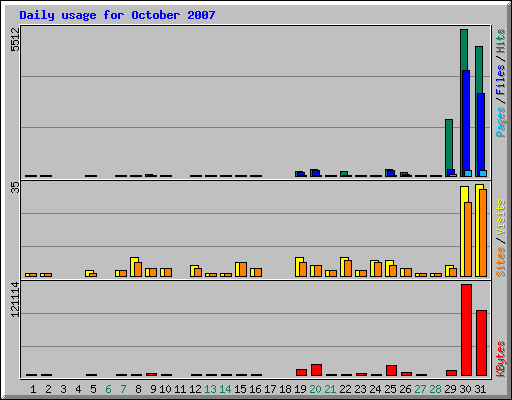 Daily usage for October 2007
5512
Pages / Files / Hits
35
Sites / Visits
121114
KBytes
1 2 3 4 5 6 7 8 9 10 11 12 13 14 15 16 17 18 19 20 21 22 23 24 25 26 27 28 29 30 31